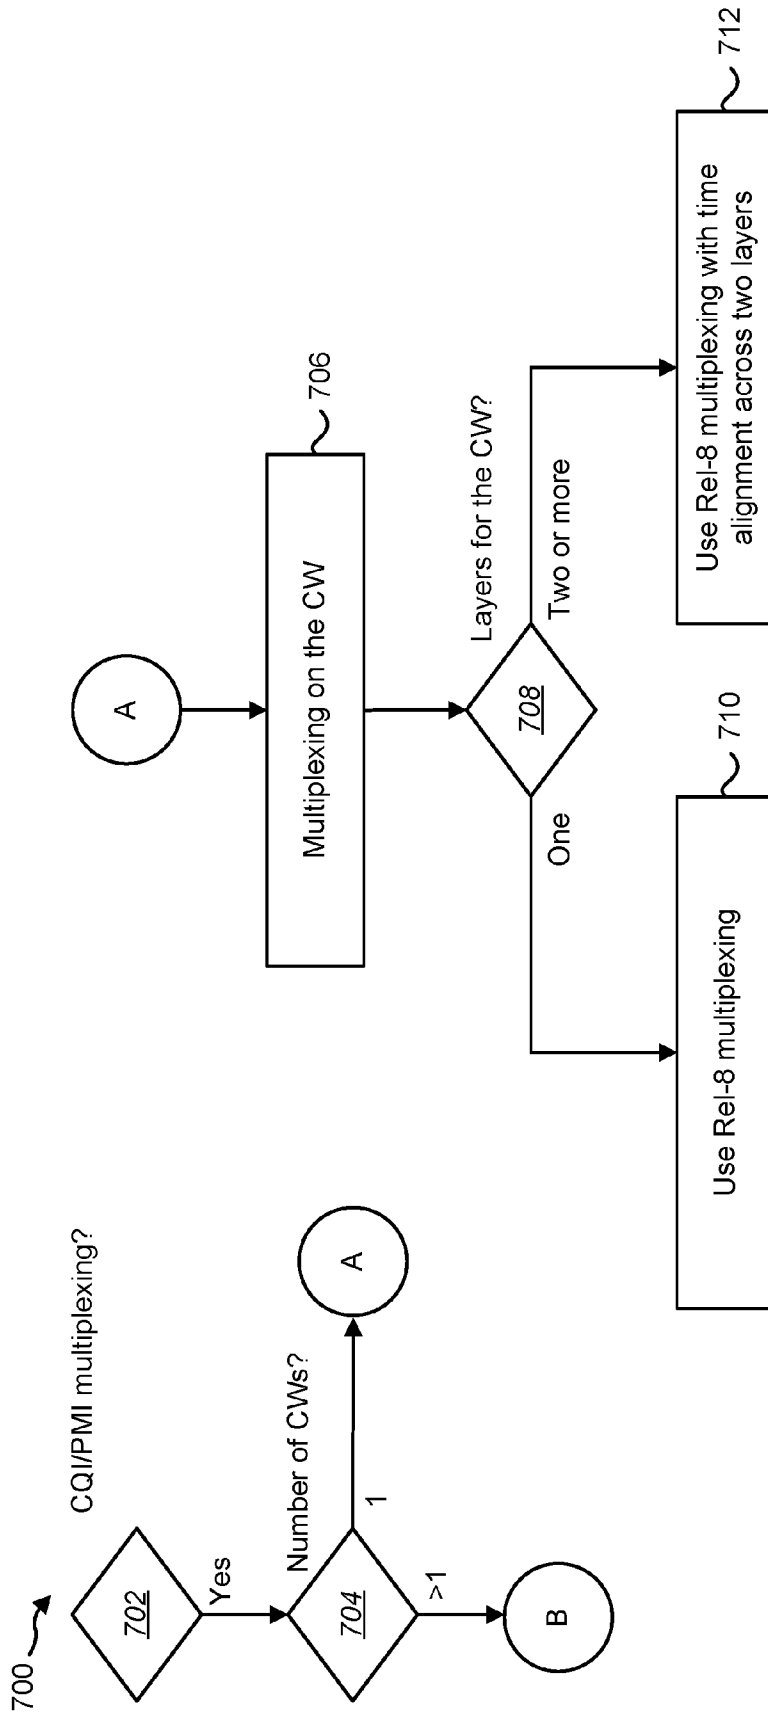 700
CQI/PMI multiplexing?
702
Yes
Number of CWs?
704
1
A
>1
B
A
Multiplexing on the CW
706
Layers for the CW?
708
One
Two or more
Use Rel-8 multiplexing
710
Use Rel-8 multiplexing with time
alignment across two layers
712